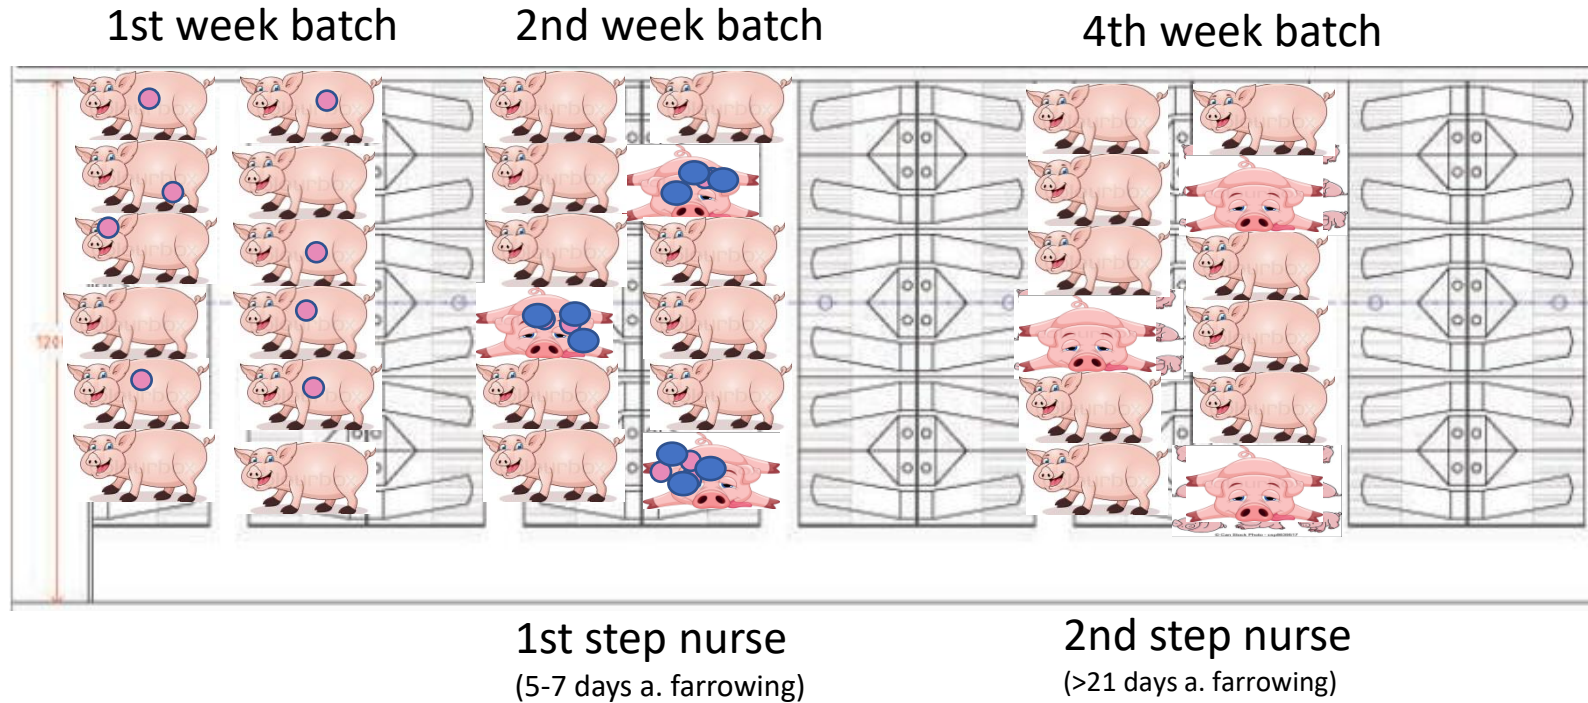 1st week batch
2nd week batch
4th week batch
1st step nurse
(5-7 days a. farrowing)
2nd step nurse
(>21 days a. farrowing)